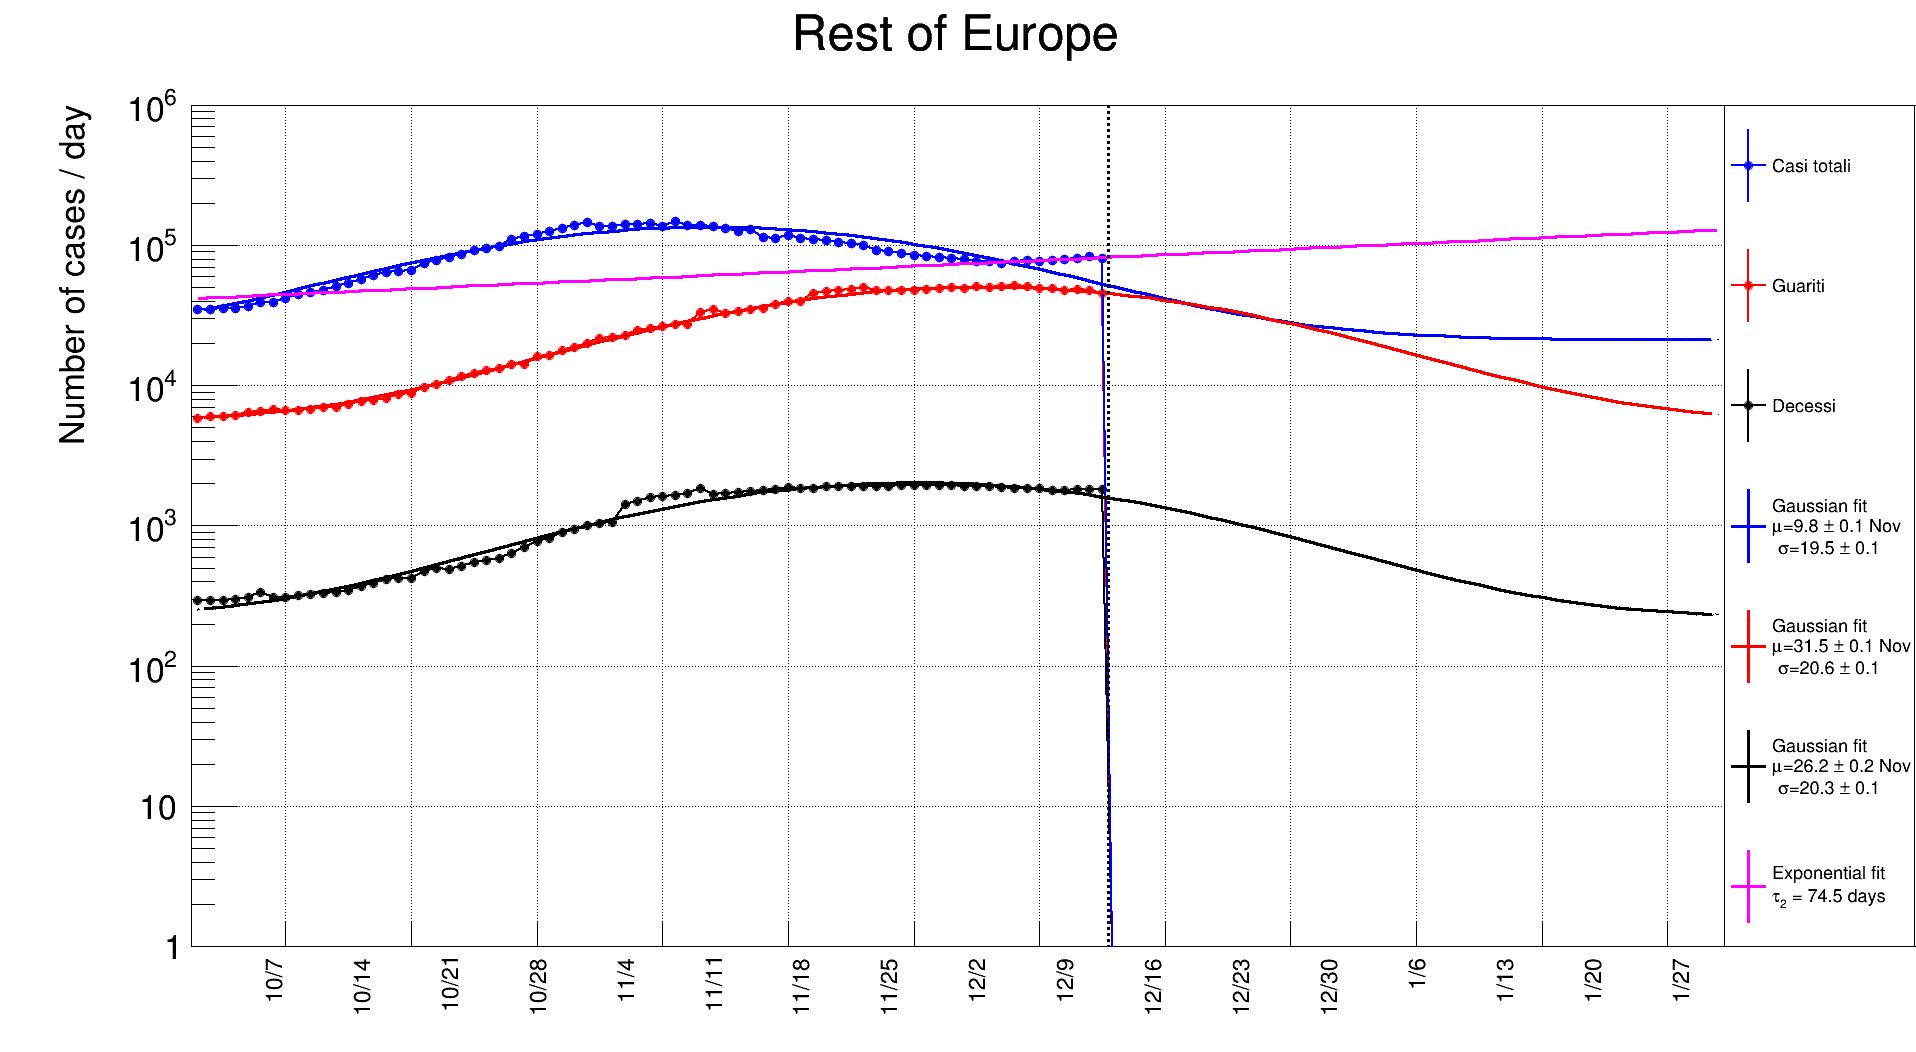 Rest of Europe
Number of cases / day
10^6
10^5
10^4
10^3
10^2
10
1
10/7
10/14
10/21
10/28
11/4
11/11
11/18
11/25
12/2
12/9
12/16
12/23
12/30
1/6
1/13
1/20
1/27
Casi totali
Guariti
Decessi
Gaussian fit
μ=9.8 ± 0.1 Nov
σ=19.5 ± 0.1
Gaussian fit
μ=31.5 ± 0.1 Nov
σ=20.6 ± 0.1
Gaussian fit
μ=26.2 ± 0.2 Nov
σ=20.3 ± 0.1
Exponential fit
τ₂ = 74.5 days